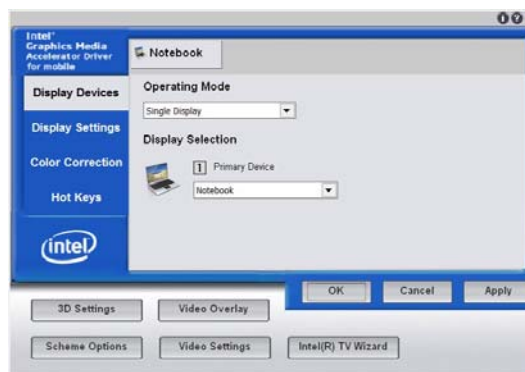 Intel®
Graphics Media
Accelerator Driver
for mobile
Notebook
Display Devices
Display Settings
Color Correction
Hot Keys
intel
Operating Mode
Single Display
Display Selection
1 Primary Device
Notebook
OK Cancel Apply
3D Settings Video Overlay
Scheme Options Video Settings Intel(R) TV Wizard